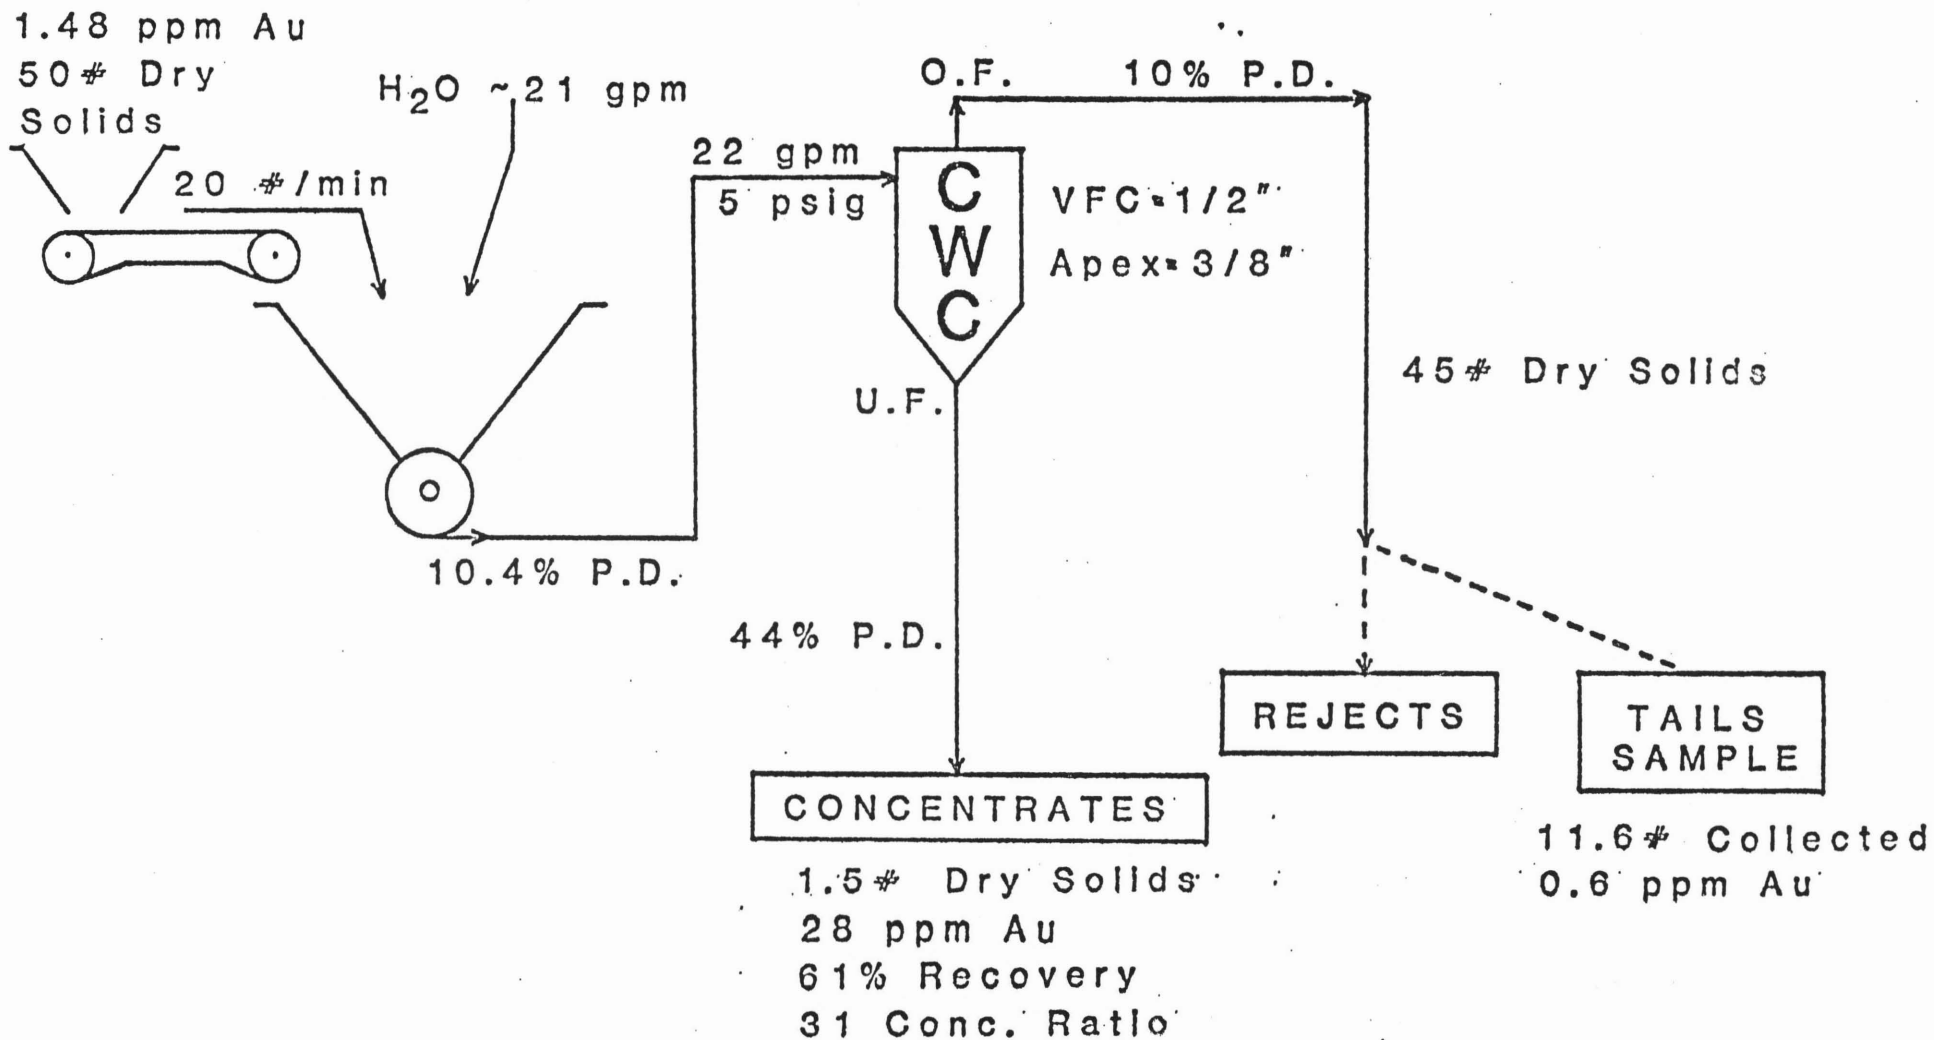 1.48 ppm Au
50# Dry
Solids
20 #/min
H₂O ~21 gpm
10.4% P.D.
22 gpm
5 psig
O.F.
10% P.D.
C
W
C
VFC=1/2"
Apex=3/8"
U.F.
44% P.D.
45# Dry Solids
REJECTS
TAILS
SAMPLE
11.6# Collected
0.6 ppm Au
CONCENTRATES
1.5# Dry Solids
28 ppm Au
61% Recovery
31 Conc. Ratio